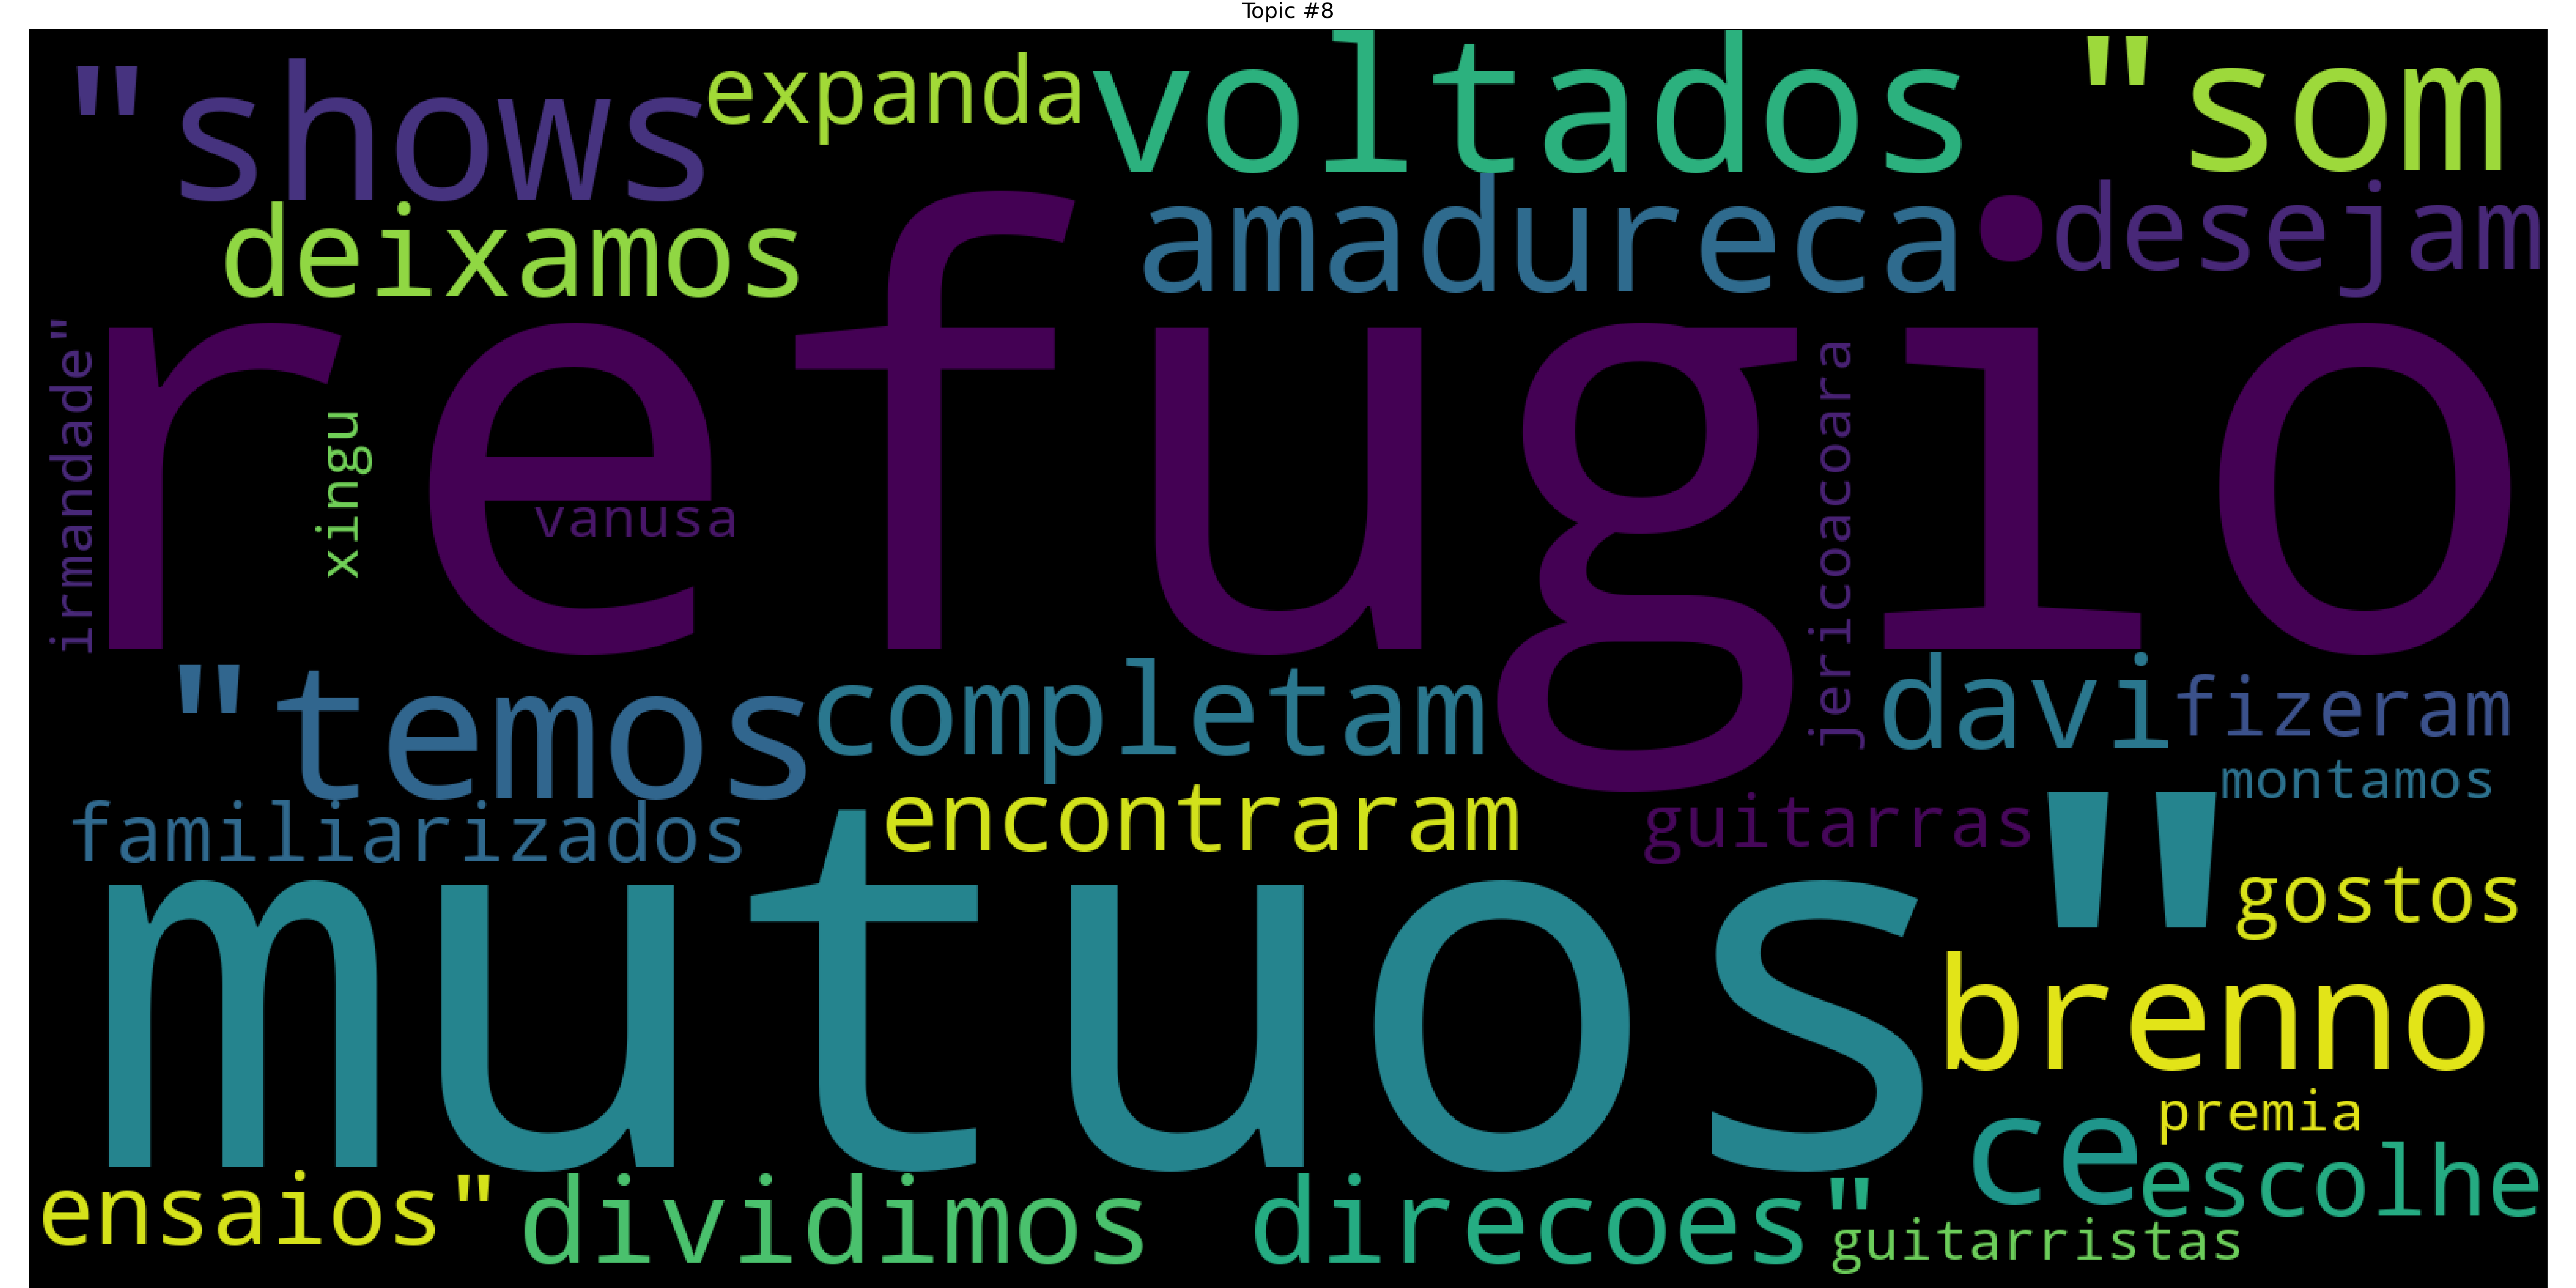 Topic #8
"shows
expanda
voltados
"som
deixamos
amadureca
desejam
refugio
irmandade"
xingu
vanusa
jericoacoara
"temos
completam
davi
fizeram
montamos
familiarizados
encontraram
guitarras
mutuos"
gostos
brenno
premia
ce
escolhe
ensaios"
dividimos
direcoes"
guitarristas